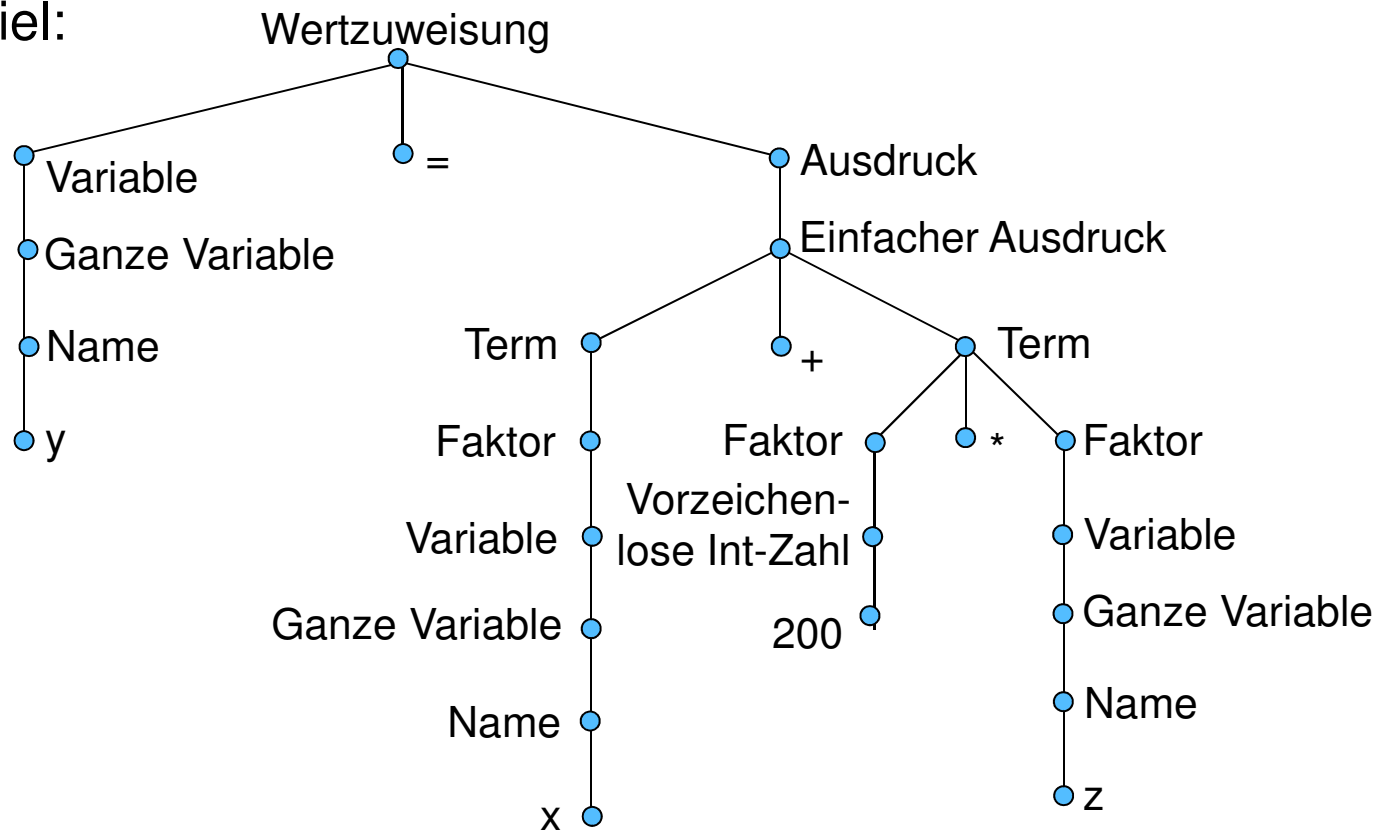 iel:
Wertzuweisung
Variable
=
Ausdruck
Ganze Variable
Einfacher Ausdruck
Name
Term
+
Term
y
Faktor
Faktor
*
Faktor
Variable
Vorzeichen-
lose Int-Zahl
Variable
Ganze Variable
200
Ganze Variable
Name
Name
x
z